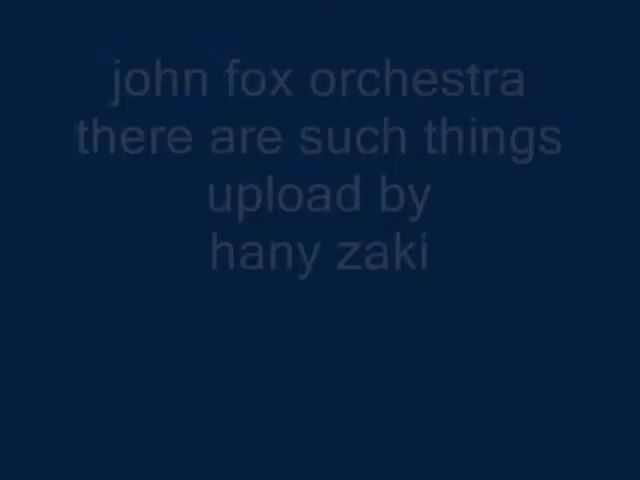 john fox orchestra
there are such things
upload by
hany zaki